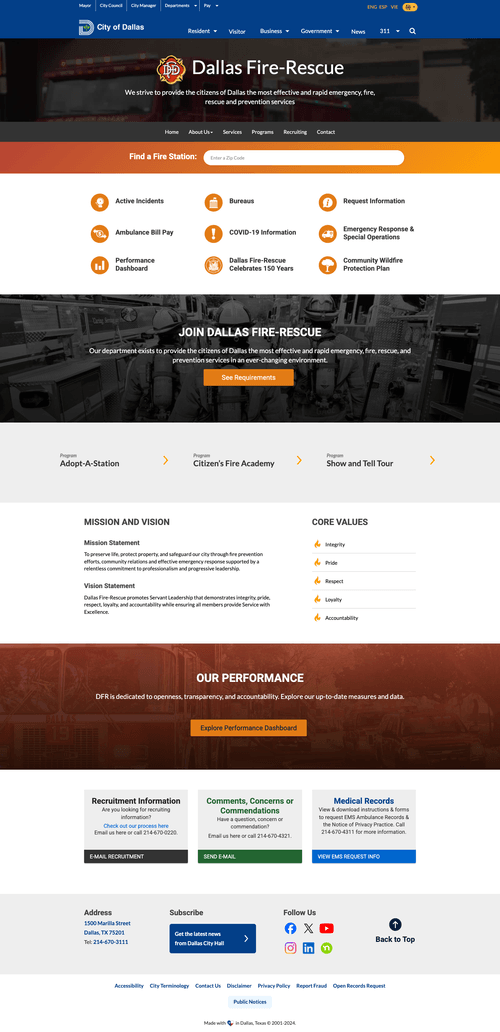 Mayor City Council City Manager Departments Pay
ENG ESP VIE
City of Dallas
Resident Visitor Business Government News 311
Dallas Fire-Rescue
We strive to provide the citizens of Dallas the most effective and rapid emergency, fire,
rescue and prevention services
Home About Us Services Programs Recruiting Contact
Find a Fire Station: Enter a Zip Code
Active Incidents Bureaus Request Information
Ambulance Bill Pay COVID-19 Information Emergency Response &
Special Operations
Performance
Dashboard
Dallas Fire-Rescue
Celebrates 150 Years
Community Wildfire
Protection Plan
JOIN DALLAS FIRE-RESCUE
Our department exists to provide the citizens of Dallas the most effective and rapid emergency, fire, rescue, and
prevention services in an ever-changing environment.
See Requirements
Program
Adopt-A-Station
Program
Citizen's Fire Academy
Program
Show and Tell Tour
MISSION AND VISION
Mission Statement
To preserve life, protect property, and safeguard our city through fire prevention
efforts, community relations and effective emergency response supported by a
relentless commitment to professionalism and progressive leadership.
Vision Statement
Dallas Fire-Rescue promotes Servant Leadership that demonstrates integrity, pride,
respect, loyalty, and accountability while ensuring all members provide Service with
Excellence.
CORE VALUES
Integrity
Pride
Respect
Loyalty
Accountability
OUR PERFORMANCE
DFR is dedicated to openness, transparency, and accountability. Explore our up-to-date measures and data.
Explore Performance Dashboard
Recruitment Information
Are you looking for recruiting
information?
Check out our process here
Email us here or call 214-670-0220.
E-MAIL RECRUITMENT
Comments, Concerns or
Commendations
Have a question, concern or
commendation?
Email us here or call 214-670-4321.
SEND E-MAIL
Medical Records
View & download instructions & forms
to request EMS Ambulance Records &
the Notice of Privacy Practice. Call
214-670-4311 for more information.
VIEW EMS REQUEST INFO
Address
1500 Marilla Street
Dallas, TX 75201
Tel: 214-670-3111
Subscribe
Get the latest news
from Dallas City Hall
Follow Us
Back to Top
Accessibility City Terminology Contact Us Disclaimer Privacy Policy Report Fraud Open Records Request
Public Notices
Made with in Dallas, Texas © 2001-2024.